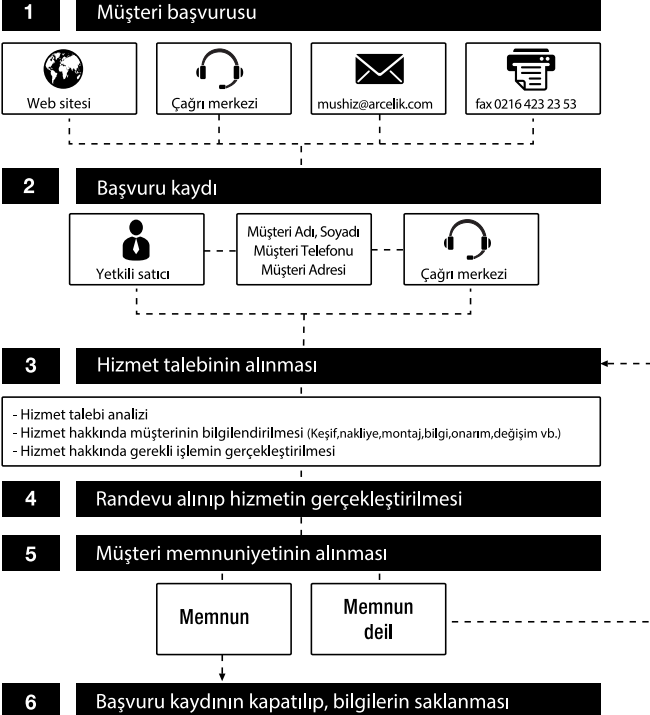 1 Müşteri başvurusu
Web sitesi
Çağrı merkezi
mushiz@arcelik.com
fax 0216 423 23 53
2 Başvuru kaydı
Yetkili satıcı
Müşteri Adı, Soyadı
Müşteri Telefonu
Müşteri Adresi
Çağrı merkezi
3 Hizmet talebinin alınması
- Hizmet talebi analizi
- Hizmet hakkında müşterinin bilgilendirilmesi (Keşif,nakliye,montaj,bilgi,onarım,değişim vb.)
- Hizmet hakkında gerekli işlemin gerçekleştirilmesi
4 Randevu alınıp hizmetin gerçekleştirilmesi
5 Müşteri memnuniyetinin alınması
Memnun
Memnun
deil
6 Başvuru kaydının kapatılıp, bilgilerin saklanması